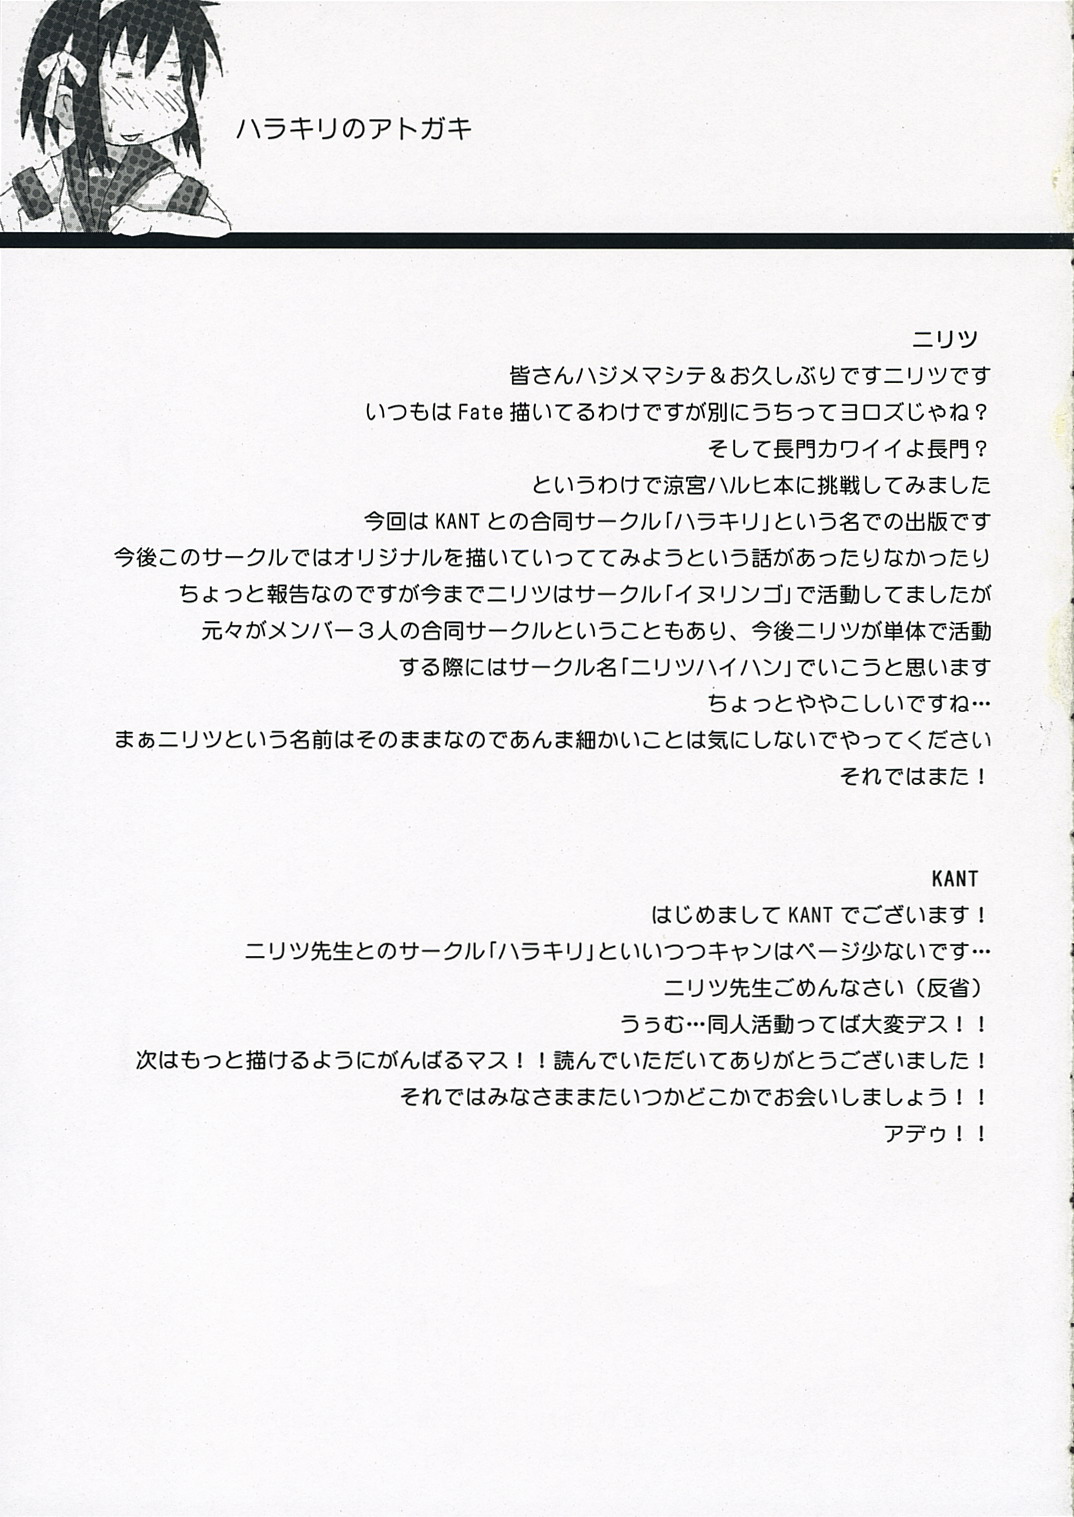 ハラキリのアトガキ
ニリツ
皆さんハジメマシテ＆お久しぶりですニリツです
いつもは Fate 描いてるわけですが別にうちってヨロズじゃね？
そして長門カワイイよ長門？
というわけで涼宮ハルヒ本に挑戦してみました
今回は KANT との合同サークル｢ハラキリ｣という名での出版です
今後このサークルではオリジナルを描いていっててみようという話があったりなかったり
ちょっと報告なのですが今までニリツはサークル｢イヌリンゴ｣で活動してましたが
元々がメンバー３人の合同サークルということもあり、今後ニリツが単体で活動
する際にはサークル名｢ニリツハイハン｣でいこうと思います
ちょっとややこしいですね…
まぁニリツという名前はそのままなのであんま細かいことは気にしないでやってください
それではまた！
KANT
はじめまして KANT でございます！
ニリツ先生とのサークル｢ハラキリ｣といいつつキャンはページ少ないです…
ニリツ先生ごめんなさい（反省）
うぅむ…同人活動ってば大変デス！！
次はもっと描けるようにがんばるマス！！読んでいただいてありがとうございました！
それではみなさままたいつかどこかでお会いしましょう！！
アデゥ！！